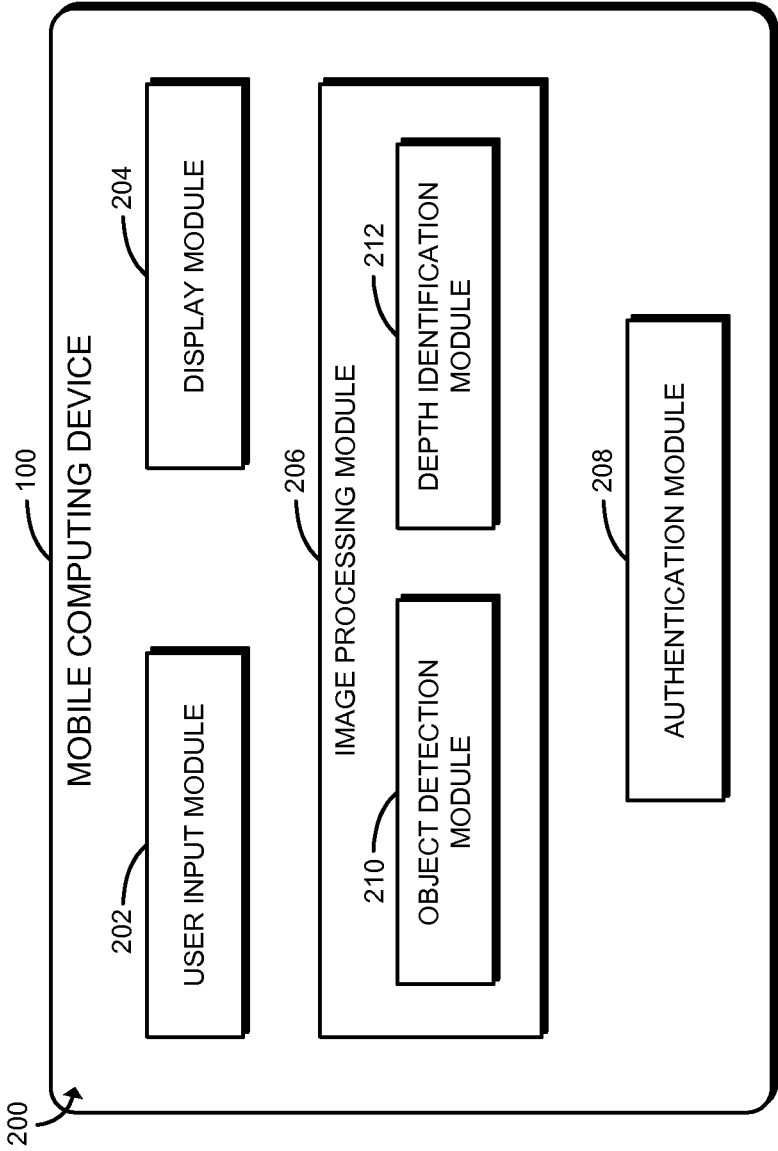 200
100
MOBILE COMPUTING DEVICE
202
USER INPUT MODULE
204
DISPLAY MODULE
206
IMAGE PROCESSING MODULE
210
OBJECT DETECTION
MODULE
212
DEPTH IDENTIFICATION
MODULE
208
AUTHENTICATION MODULE